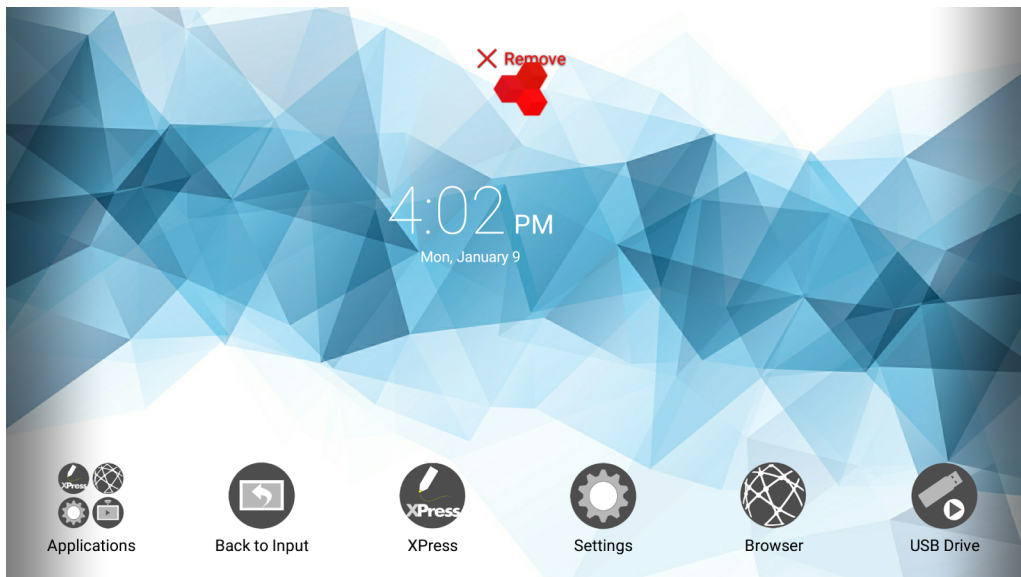 Remove
4:02 PM
Mon, January 9
XPress
XPress
Applications
Back to Input
XPress
Settings
Browser
USB Drive